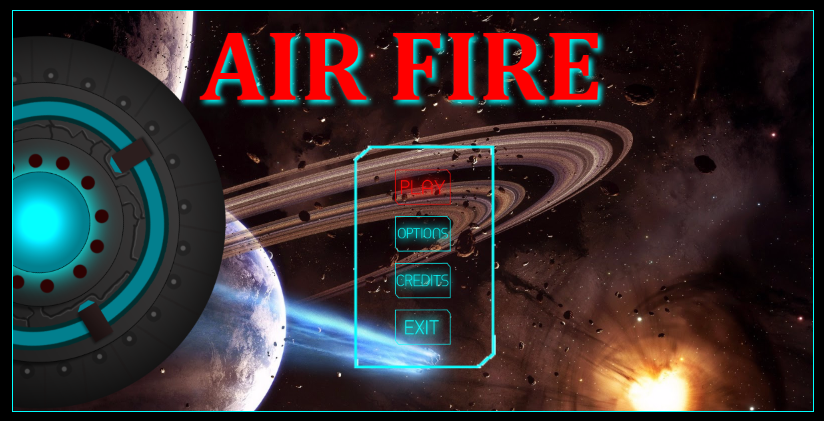 AIR FIRE
PLAY
OPTIONS
CREDITS
EXIT